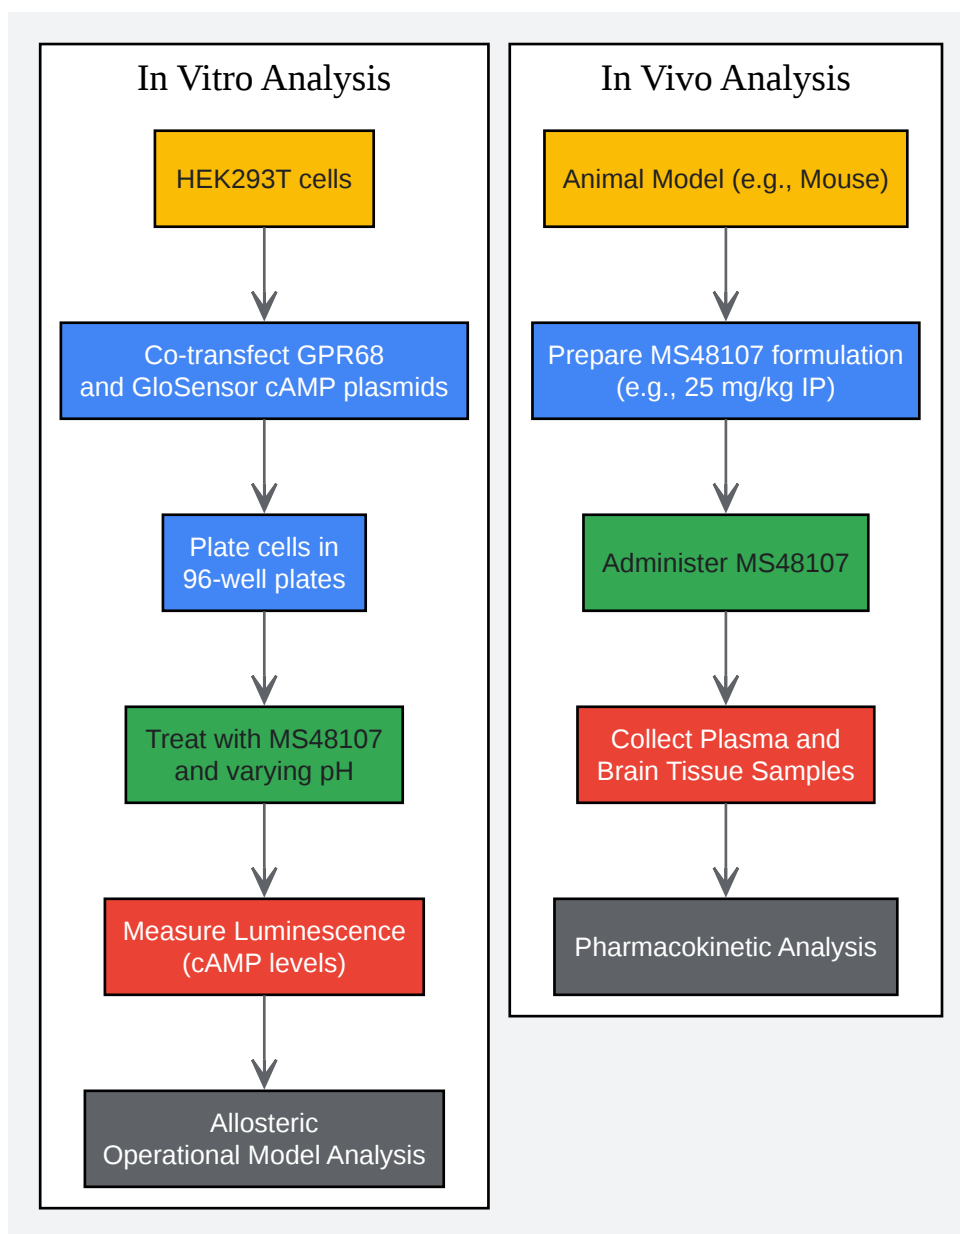 In Vitro Analysis
HEK293T cells
Co-transfect GPR68
and GloSensor cAMP plasmids
Plate cells in
96-well plates
Treat with MS48107
and varying pH
Measure Luminescence
(cAMP levels)
Allosteric
Operational Model Analysis
In Vivo Analysis
Animal Model (e.g., Mouse)
Prepare MS48107 formulation
(e.g., 25 mg/kg IP)
Administer MS48107
Collect Plasma and
Brain Tissue Samples
Pharmacokinetic Analysis